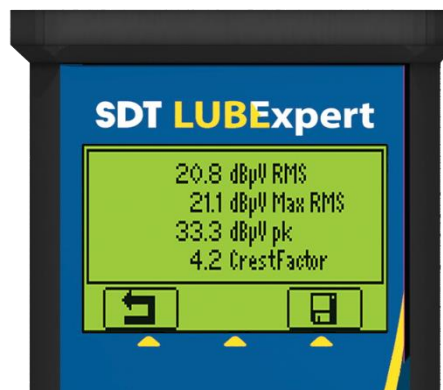 SDT LUBExpert
20.8 dBµV RMS
21.1 dBµV Max RMS
33.3 dBµV pk
4.2 CrestFactor